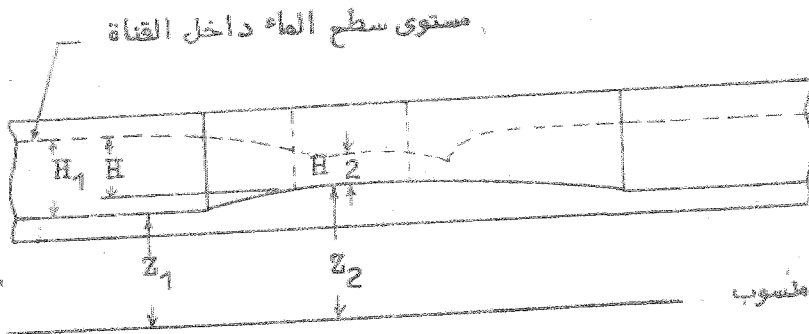 مستوى سطح الماء داخل القناة
H₁ H H 2
Z₁ Z₂
منسوب